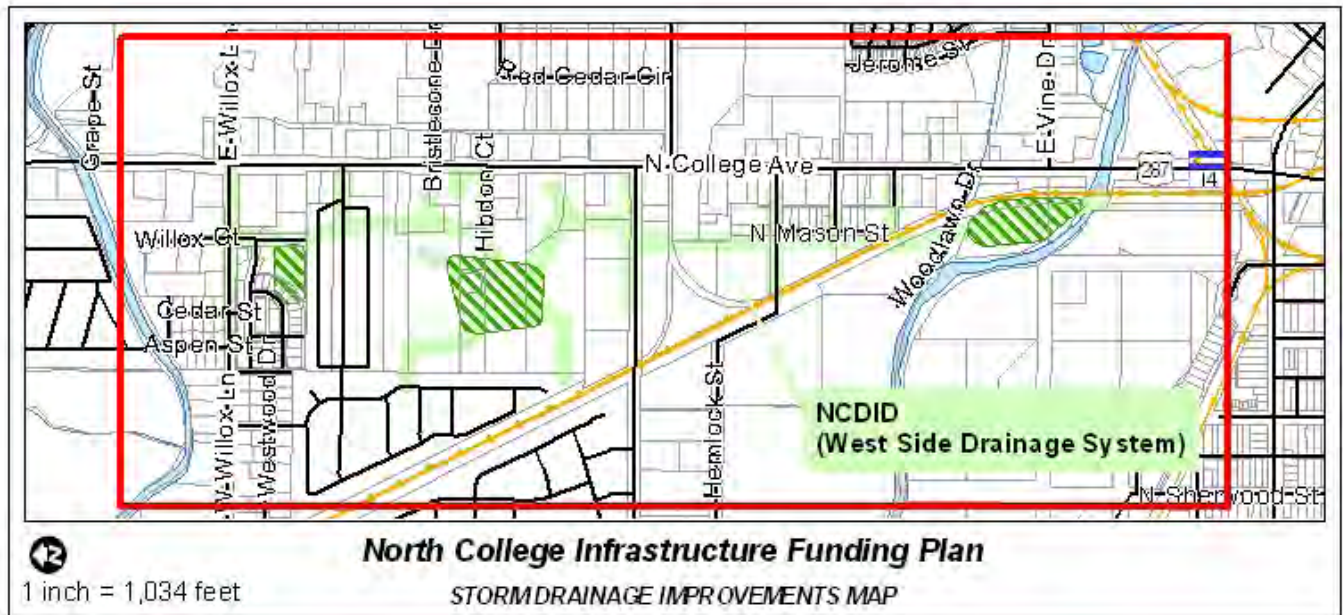 Grape St
E Willox Ln
Bristlecone Dr
Red Cedar Cir
Jerome St
E Vine Dr
Hibdon Ct
N College Ave
287
14
Willox Ct
N Mason St
Woodlawn Dr
Cedar St
Aspen St
W Willox Ln
Westwood Dr
Hemlock St
NCDID
(West Side Drainage System)
N Sherwood St
North College Infrastructure Funding Plan
1 inch = 1,034 feet
STORM DRAINAGE IMPROVEMENTS MAP